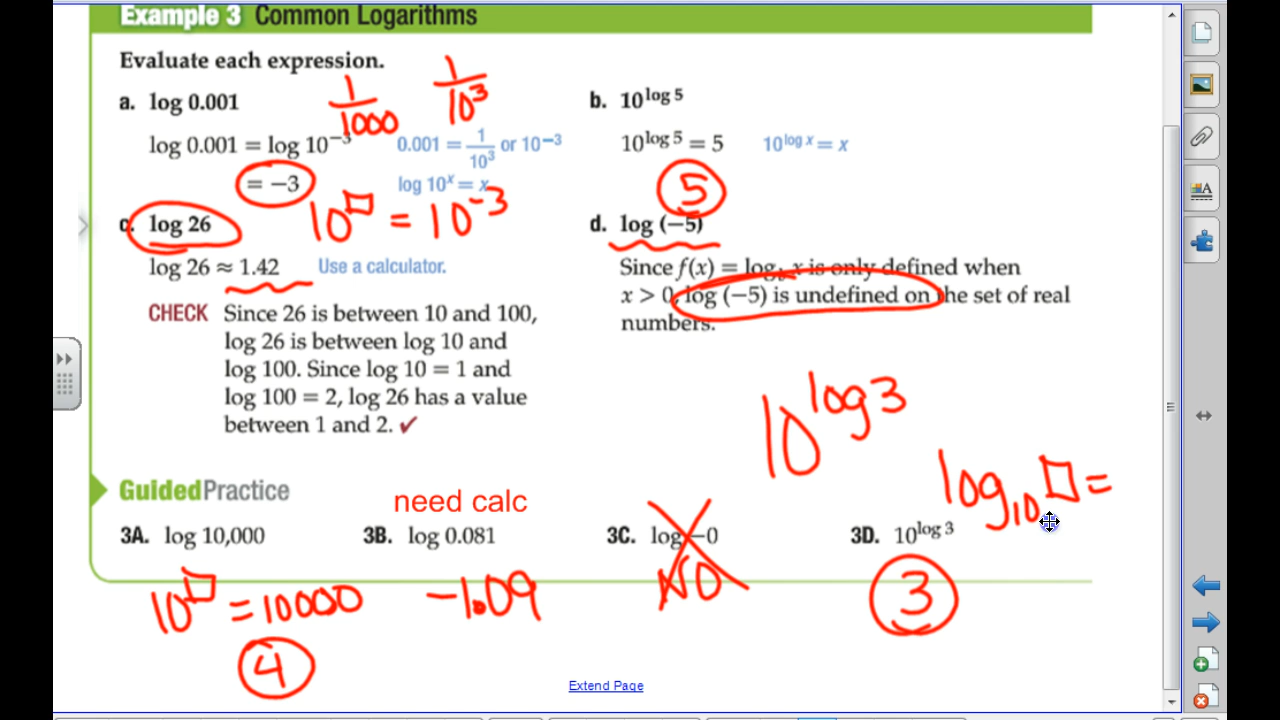 Example 3 Common Logarithms
Evaluate each expression.
a. log 0.001
1/1000
1/10³
log 0.001 = log 10⁻³
0.001 = 1/10³ or 10⁻³
= −3
log 10ˣ = x
10^□ = 10⁻³
b. 10^log 5
10^log 5 = 5
10^log x = x
5
c. log 26
log 26 ≈ 1.42
Use a calculator.
CHECK Since 26 is between 10 and 100,
log 26 is between log 10 and
log 100. Since log 10 = 1 and
log 100 = 2, log 26 has a value
between 1 and 2. ✓
d. log (−5)
Since f(x) = log_b x is only defined when
x > 0, log (−5) is undefined on the set of real
numbers.
10^log 3
log₁₀ □ =
GuidedPractice
need calc
3A. log 10,000
3B. log 0.081
3C. log −0
3D. 10^log 3
10^□ = 10000
4
−1.09
NO
3
Extend Page